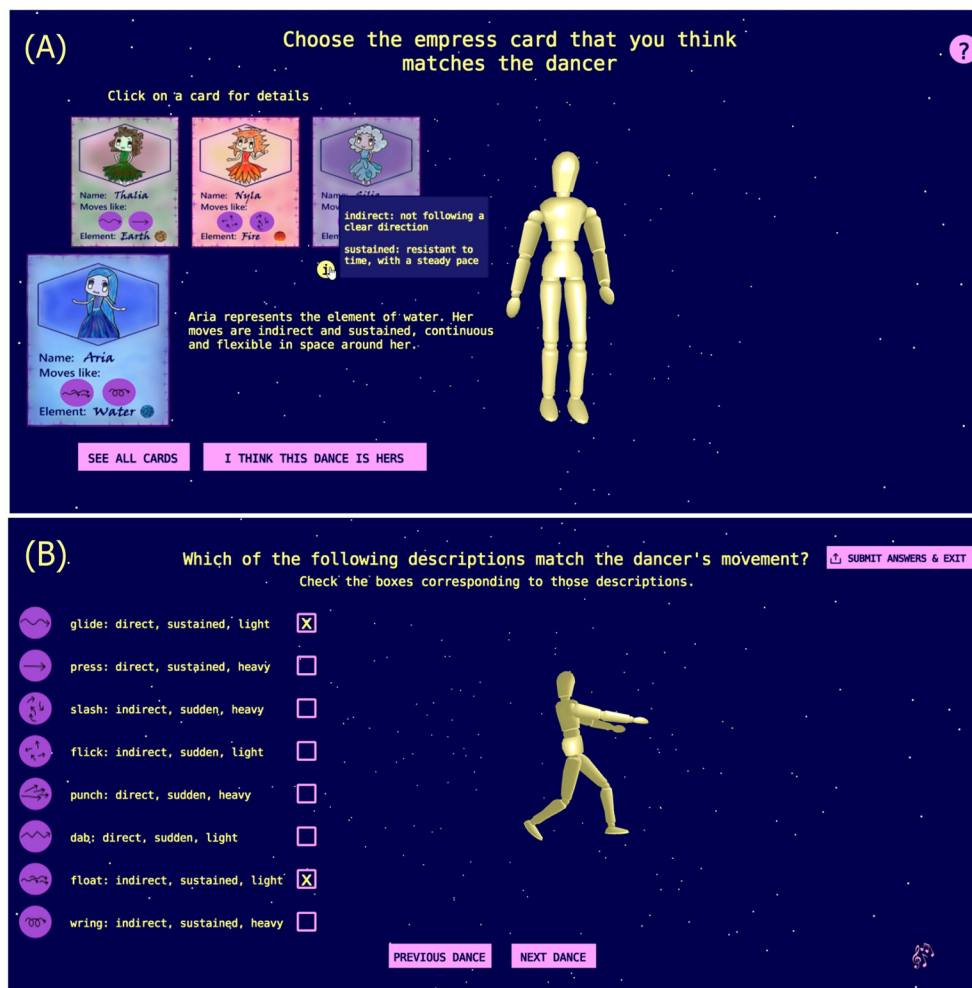 (A)
Choose the empress card that you think
matches the dancer
?
Click on a card for details
Name: Thalia
Moves like:
Element: Earth
Name: Nyla
Moves like:
Element: Fire
indirect: not following a
clear direction
sustained: resistant to
time, with a steady pace
i
Name: Aria
Moves like:
Element: Water
Aria represents the element of water. Her
moves are indirect and sustained, continuous
and flexible in space around her.
SEE ALL CARDS
I THINK THIS DANCE IS HERS
(B)
Which of the following descriptions match the dancer's movement?
SUBMIT ANSWERS & EXIT
Check the boxes corresponding to those descriptions.
glide: direct, sustained, light X
press: direct, sustained, heavy
slash: indirect, sudden, heavy
flick: indirect, sudden, light
punch: direct, sudden, heavy
dab: direct, sudden, light
float: indirect, sustained, light X
wring: indirect, sustained, heavy
PREVIOUS DANCE
NEXT DANCE